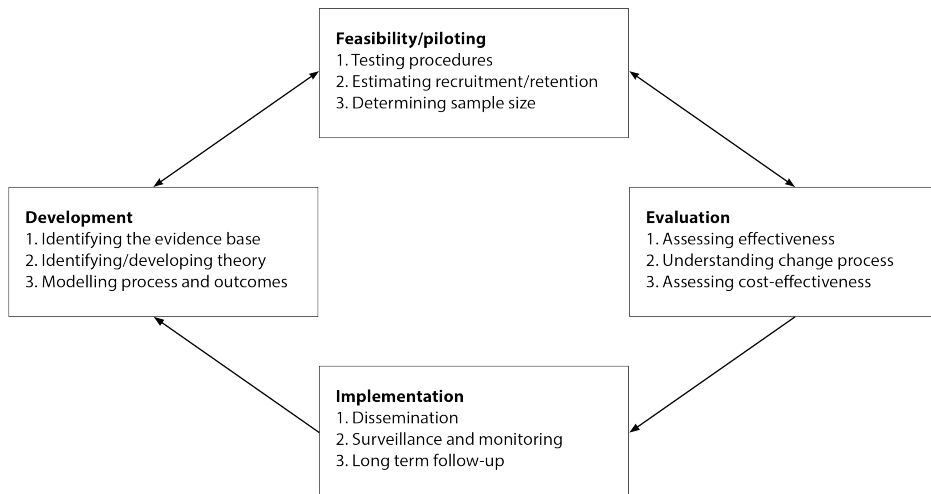 Feasibility/piloting
1. Testing procedures
2. Estimating recruitment/retention
3. Determining sample size
Development
1. Identifying the evidence base
2. Identifying/developing theory
3. Modelling process and outcomes
Evaluation
1. Assessing effectiveness
2. Understanding change process
3. Assessing cost-effectiveness
Implementation
1. Dissemination
2. Surveillance and monitoring
3. Long term follow-up